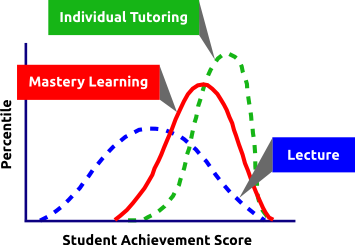 Individual Tutoring
Mastery Learning
Lecture
Percentile
Student Achievement Score